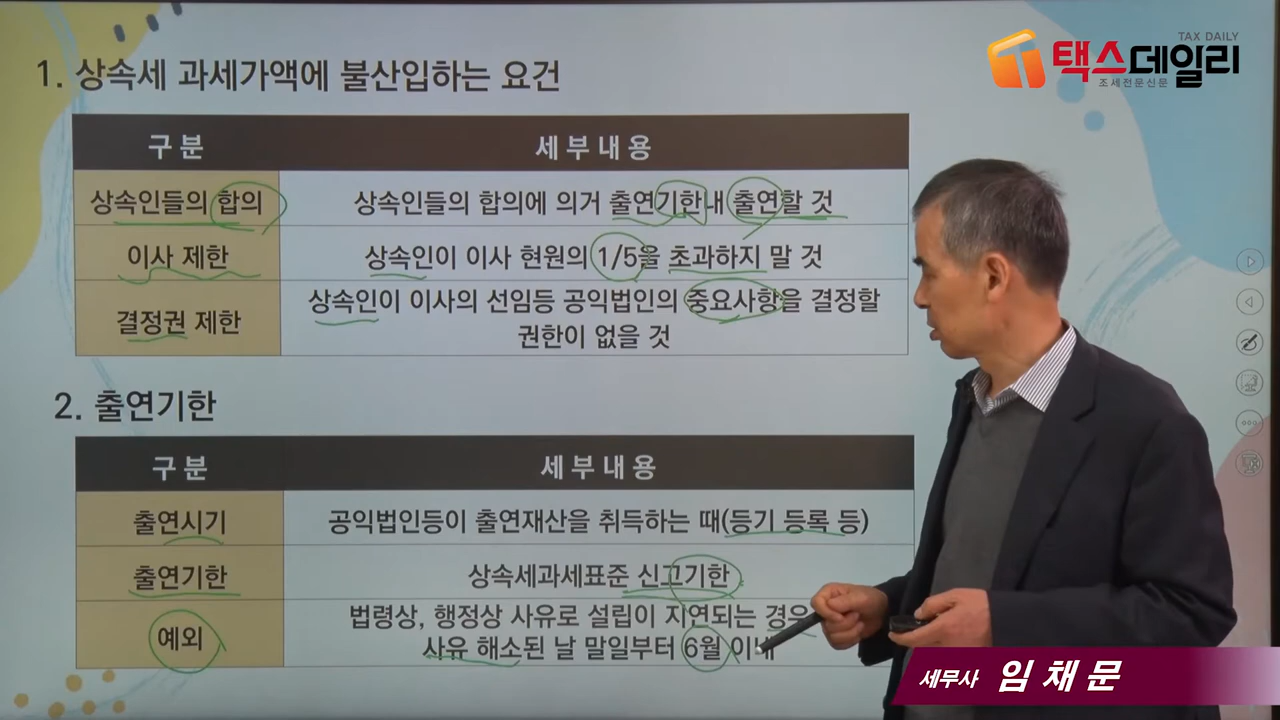 TAX DAILY
택스데일리
조세전문신문
1. 상속세 과세가액에 불산입하는 요건
구 분 세 부 내 용
상속인들의 합의 상속인들의 합의에 의거 출연기한내 출연할 것
이사 제한 상속인이 이사 현원의 1/5을 초과하지 말 것
결정권 제한 상속인이 이사의 선임등 공익법인의 중요사항을 결정할
권한이 없을 것
2. 출연기한
구 분 세 부 내 용
출연시기 공익법인등이 출연재산을 취득하는 때(등기 등록 등)
출연기한 상속세과세표준 신고기한
예외 법령상, 행정상 사유로 설립이 지연되는 경우
사유 해소된 날 말일부터 6월 이내
세무사 임 채 문